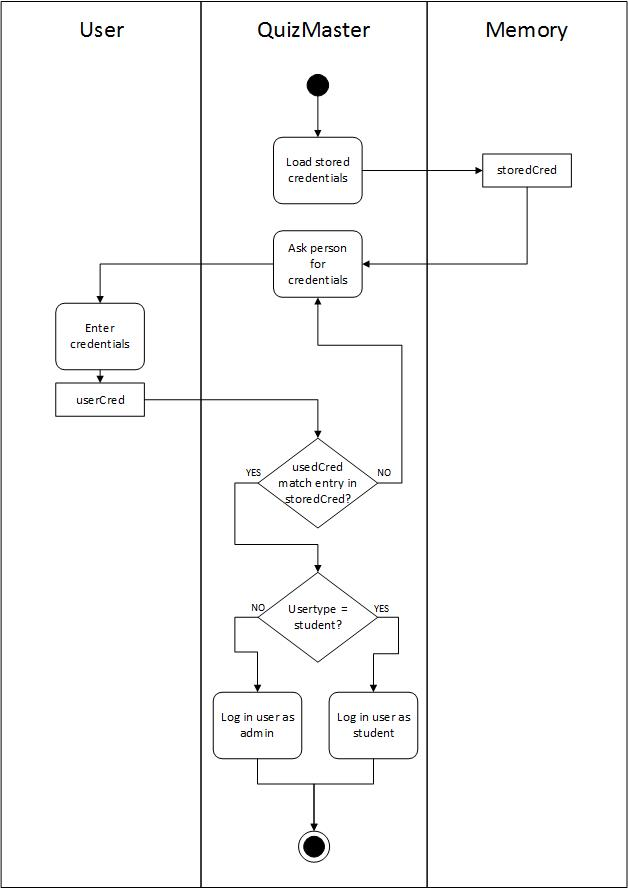 User
QuizMaster
Memory
Load stored
credentials
storedCred
Ask person
for
credentials
Enter
credentials
userCred
usedCred
match entry in
storedCred?
YES
NO
Usertype =
student?
NO
YES
Log in user as
admin
Log in user as
student